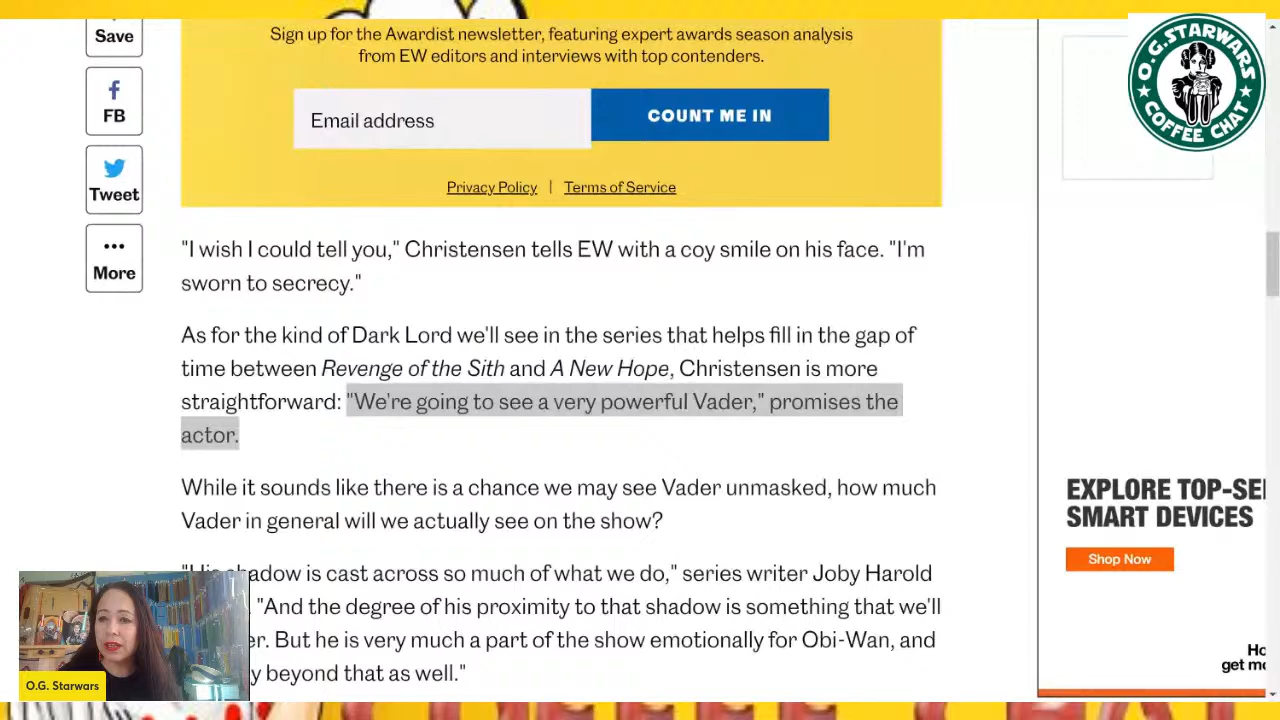 Save
FB
Tweet
More
Sign up for the Awardist newsletter, featuring expert awards season analysis
from EW editors and interviews with top contenders.
Email address
COUNT ME IN
Privacy Policy | Terms of Service
"I wish I could tell you," Christensen tells EW with a coy smile on his face. "I'm
sworn to secrecy."
As for the kind of Dark Lord we'll see in the series that helps fill in the gap of
time between Revenge of the Sith and A New Hope, Christensen is more
straightforward: "We're going to see a very powerful Vader," promises the
actor.
While it sounds like there is a chance we may see Vader unmasked, how much
Vader in general will we actually see on the show?
"His shadow is cast across so much of what we do," series writer Joby Harold
"And the degree of his proximity to that shadow is something that we'll
But he is very much a part of the show emotionally for Obi-Wan, and
beyond that as well."
O.G. Starwars
O.G. STARWARS
COFFEE CHAT
EXPLORE TOP-SE
SMART DEVICES
Shop Now
Ho
get m